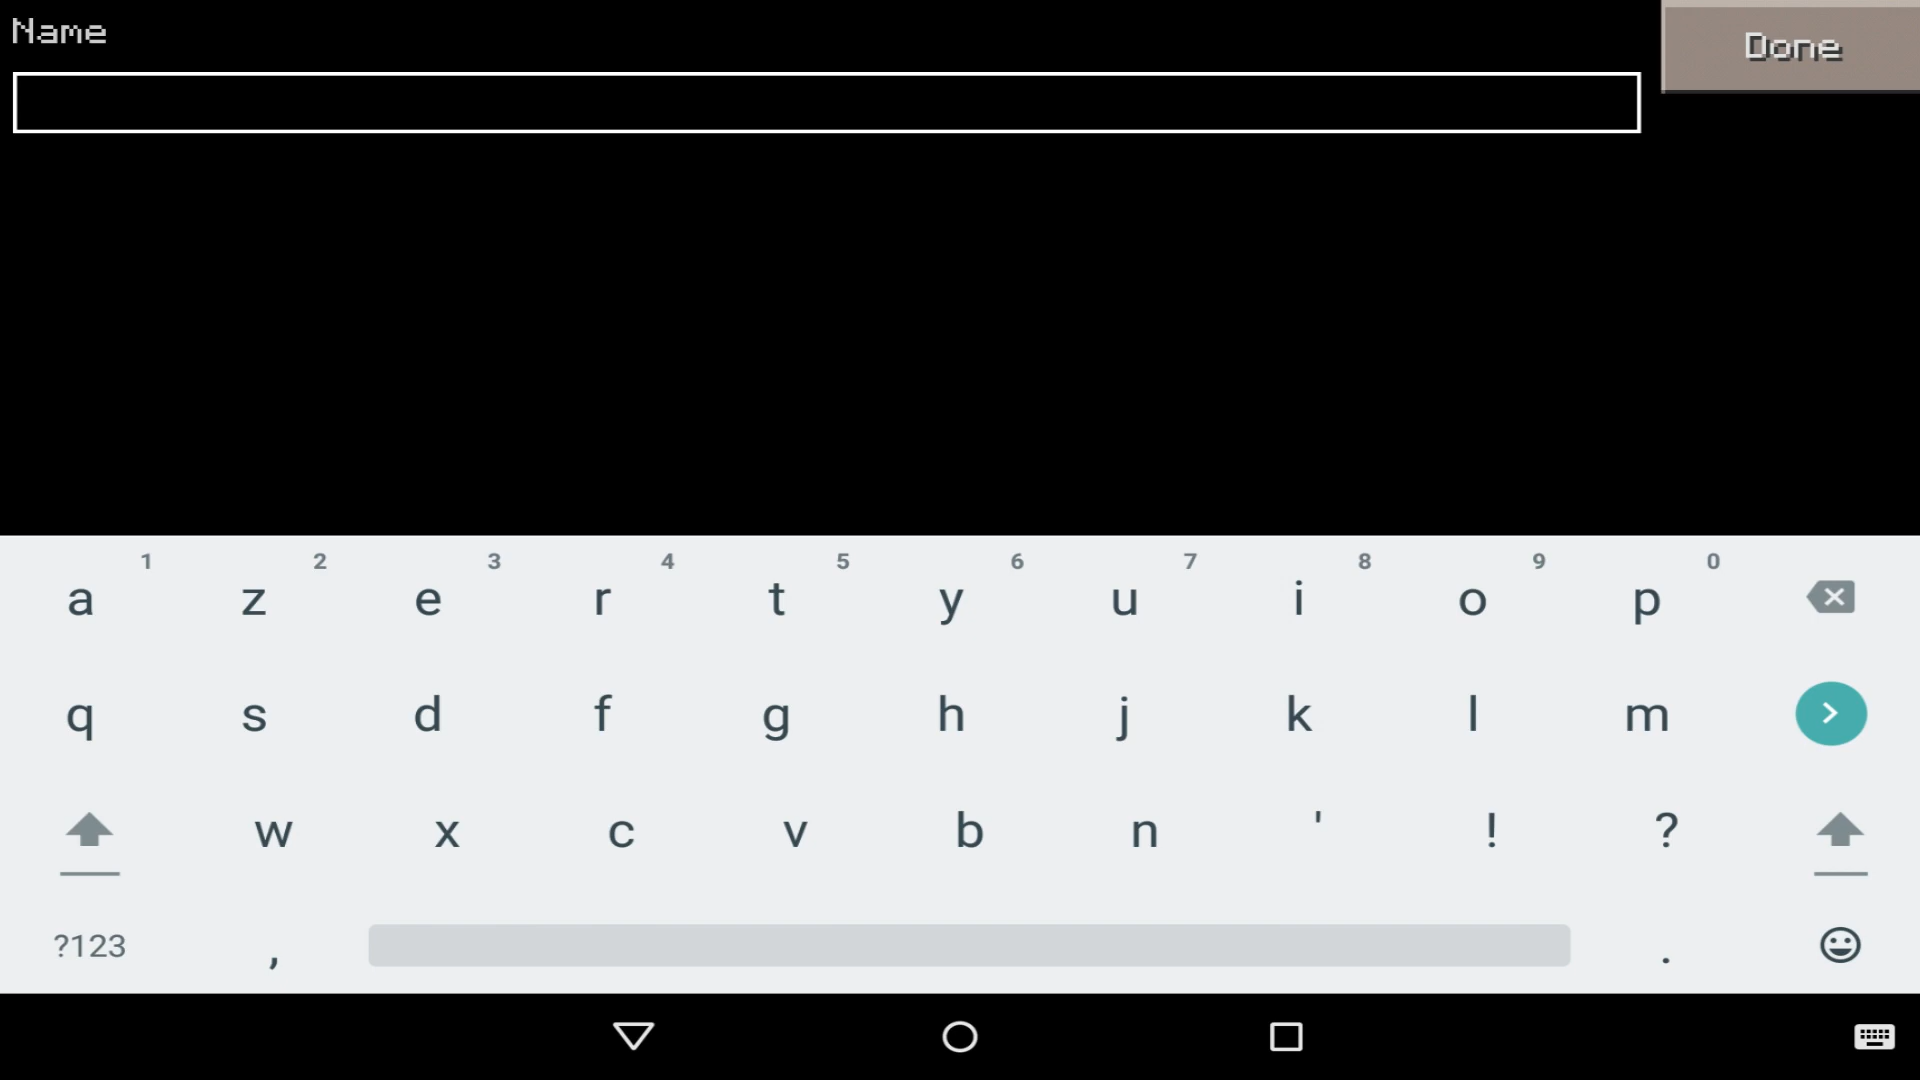 Name
Done
1 2 3 4 5 6 7 8 9 0
a z e r t y u i o p
q s d f g h j k l m
w x c v b n ' ! ?
?123 , .